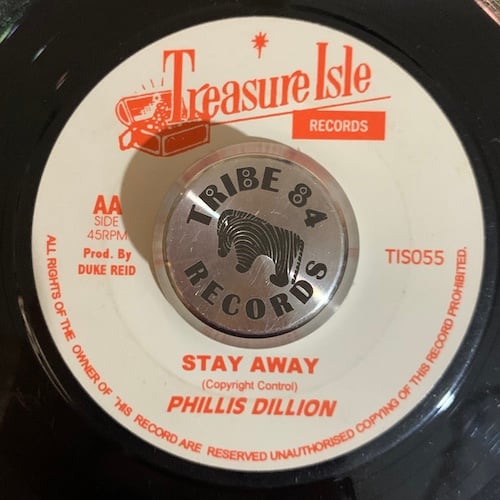 Treasure Isle
RECORDS
AA
SIDE
45RPM
Prod. By
DUKE REID
TRIBE 84
RECORDS
TIS055
STAY AWAY
(Copyright Control)
PHILLIS DILLION
ALL RIGHTS OF THE OWNER OF THIS RECORD ARE RESERVED UNAUTHORISED COPYING OF THIS RECORD PROHIBITED.